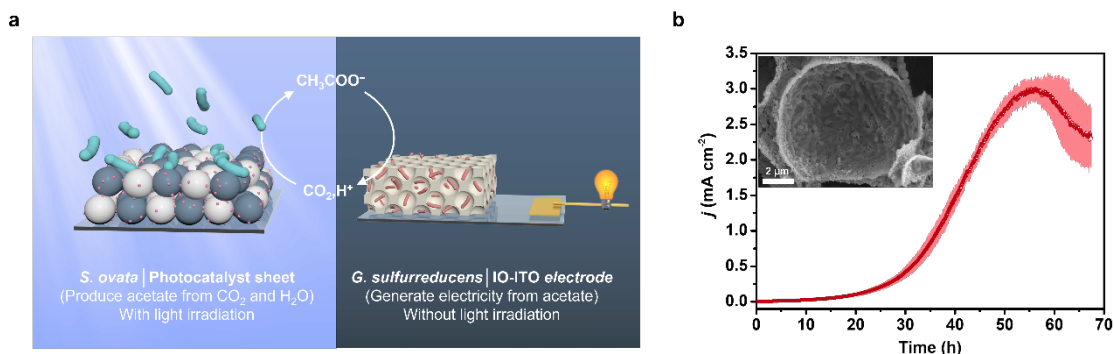 a
CH₃COO⁻
CO₂,H⁺
S. ovata | Photocatalyst sheet
(Produce acetate from CO₂ and H₂O)
With light irradiation
G. sulfurreducens | IO-ITO electrode
(Generate electricity from acetate)
Without light irradiation
b
3.5
3.0
2.5
2.0
1.5
1.0
0.5
0.0
j (mA cm⁻²)
2 µm
0 10 20 30 40 50 60 70
Time (h)